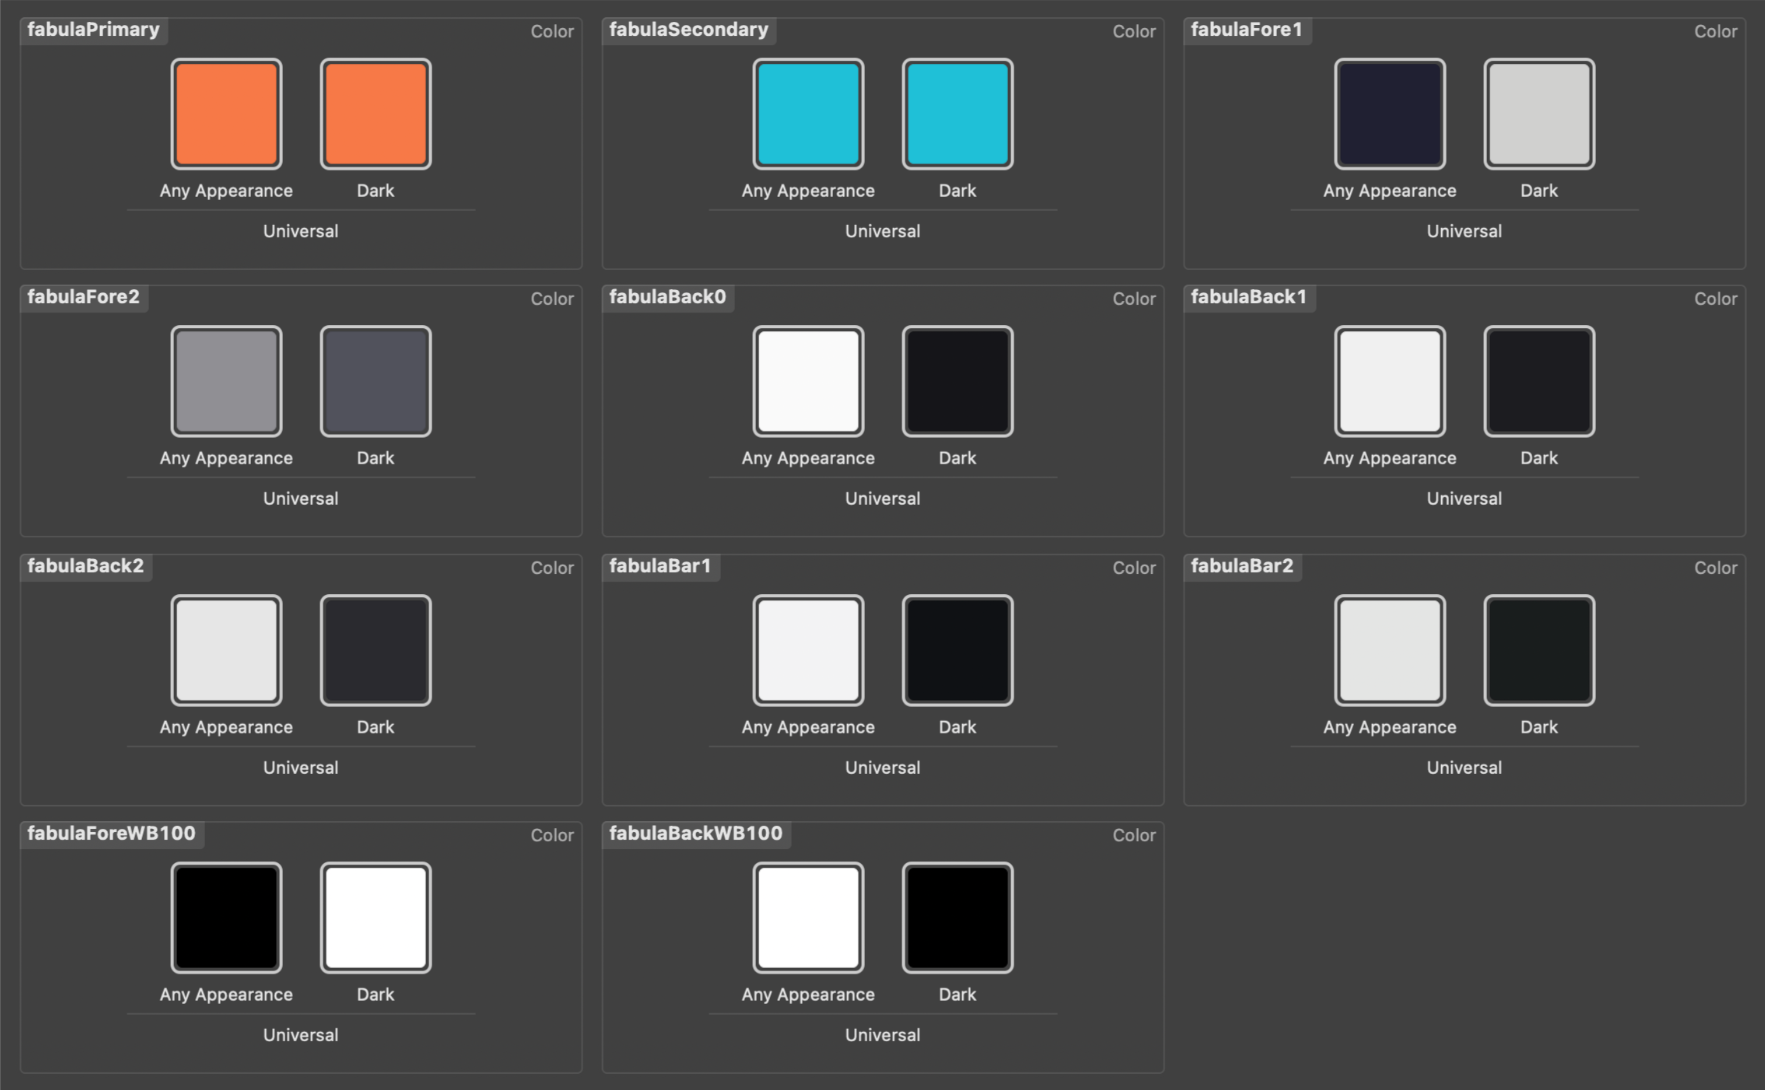 fabulaPrimary
Color
Any Appearance
Dark
Universal
fabulaSecondary
Color
Any Appearance
Dark
Universal
fabulaFore1
Color
Any Appearance
Dark
Universal
fabulaFore2
Color
Any Appearance
Dark
Universal
fabulaBack0
Color
Any Appearance
Dark
Universal
fabulaBack1
Color
Any Appearance
Dark
Universal
fabulaBack2
Color
Any Appearance
Dark
Universal
fabulaBar1
Color
Any Appearance
Dark
Universal
fabulaBar2
Color
Any Appearance
Dark
Universal
fabulaForeWB100
Color
Any Appearance
Dark
Universal
fabulaBackWB100
Color
Any Appearance
Dark
Universal